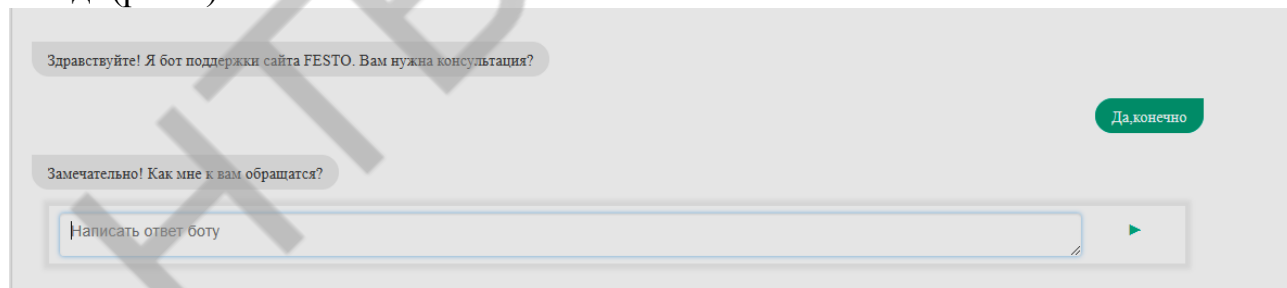 Здравствуйте! Я бот поддержки сайта FESTO. Вам нужна консультация?
Да,конечно
Замечательно! Как мне к вам обращатся?
Написать ответ боту